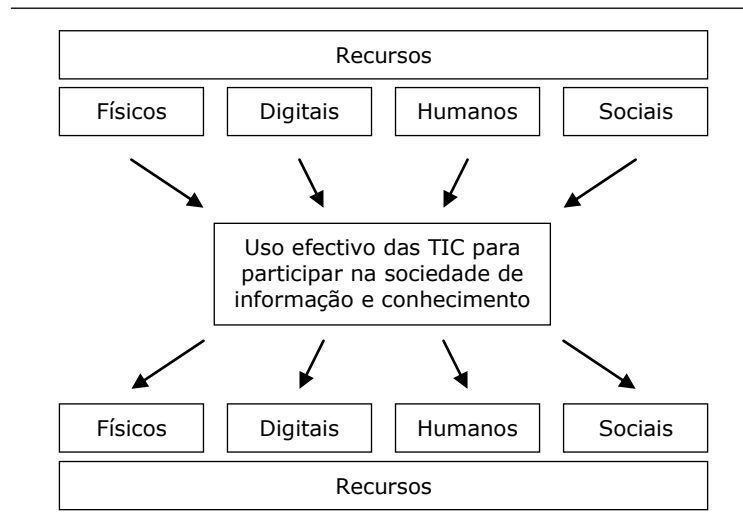 Recursos
Físicos
Digitais
Humanos
Sociais
Uso efectivo das TIC para
participar na sociedade de
informação e conhecimento
Físicos
Digitais
Humanos
Sociais
Recursos